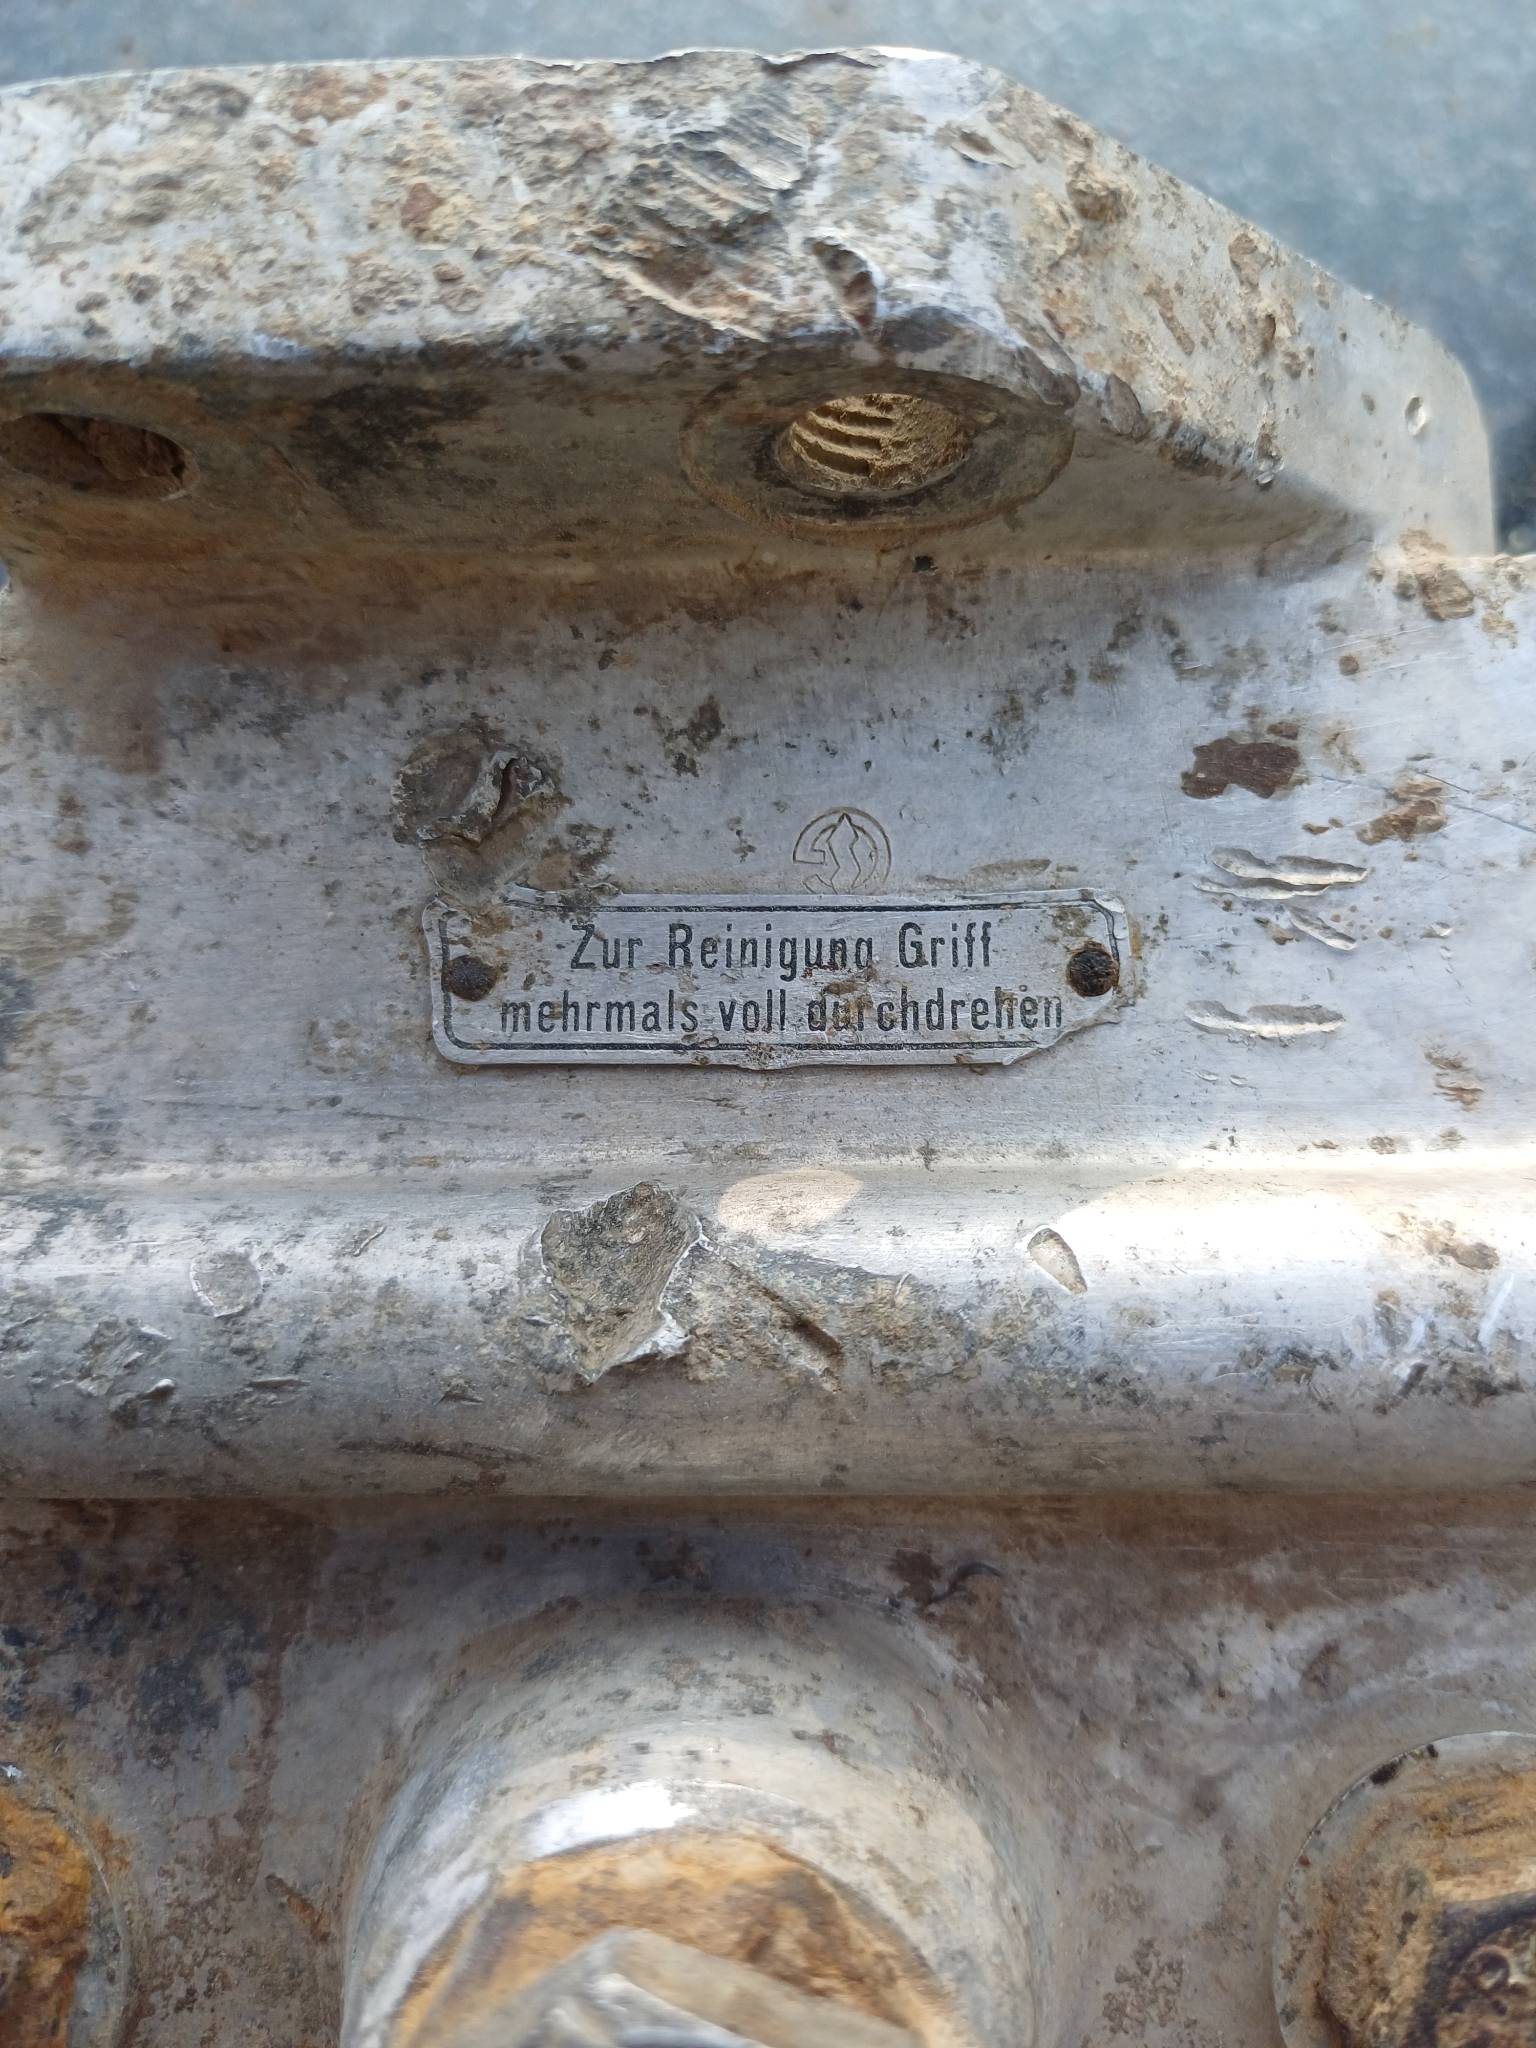 Zur Reinigung Griff
mehrmals voll durchdrehen